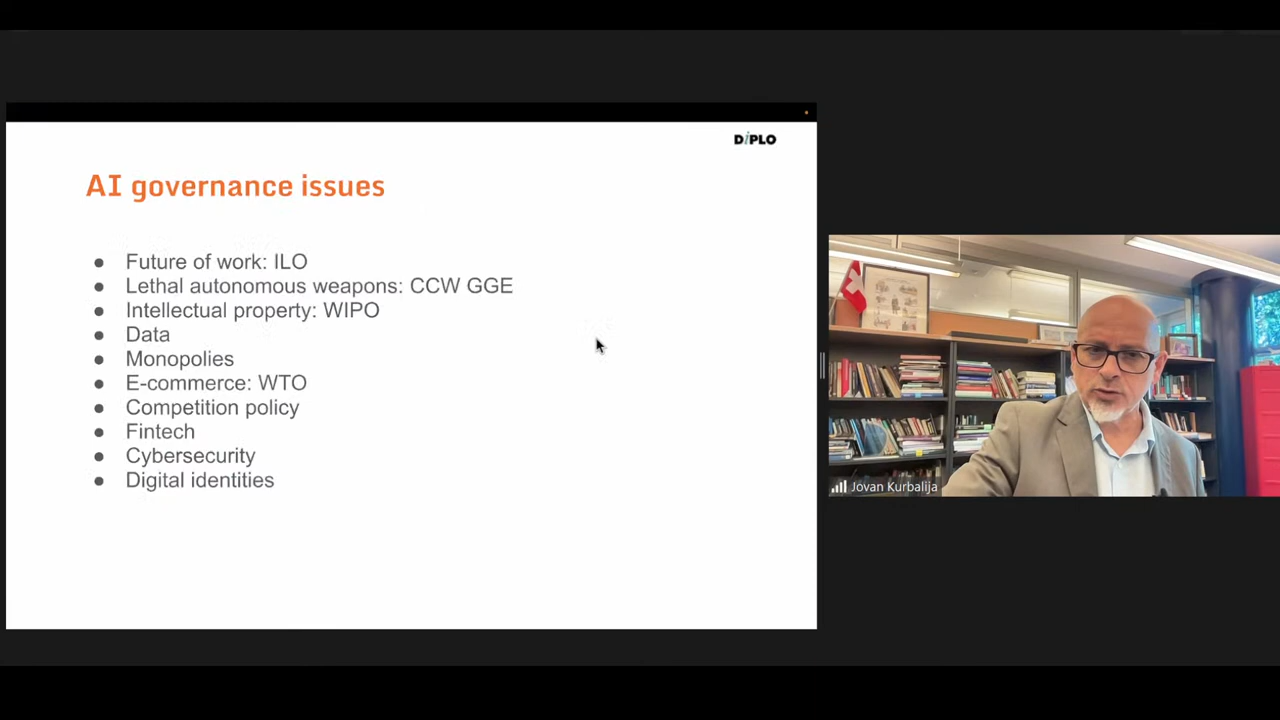 DiPLO
AI governance issues
● Future of work: ILO
● Lethal autonomous weapons: CCW GGE
● Intellectual property: WIPO
● Data
● Monopolies
● E-commerce: WTO
● Competition policy
● Fintech
● Cybersecurity
● Digital identities
Jovan Kurbalija